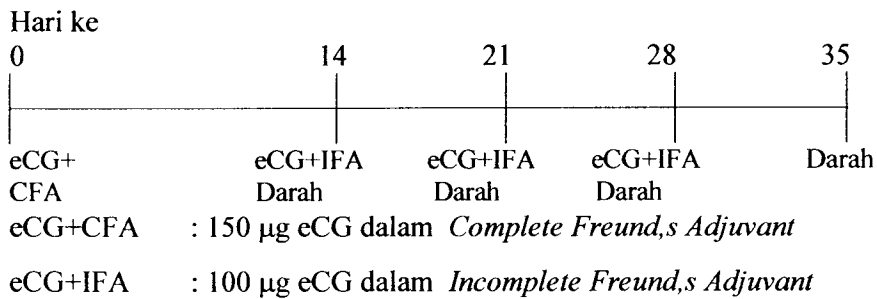 Hari ke
0 14 21 28 35
eCG+ eCG+IFA eCG+IFA eCG+IFA Darah
CFA Darah Darah Darah
eCG+CFA : 150 µg eCG dalam Complete Freund,s Adjuvant
eCG+IFA : 100 µg eCG dalam Incomplete Freund,s Adjuvant